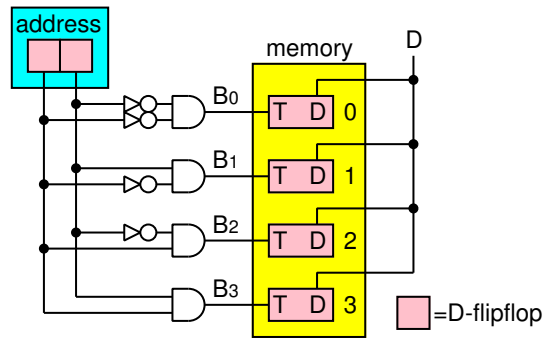 address
memory
D
B0
T D 0
B1
T D 1
B2
T D 2
B3
T D 3
=D-flipflop